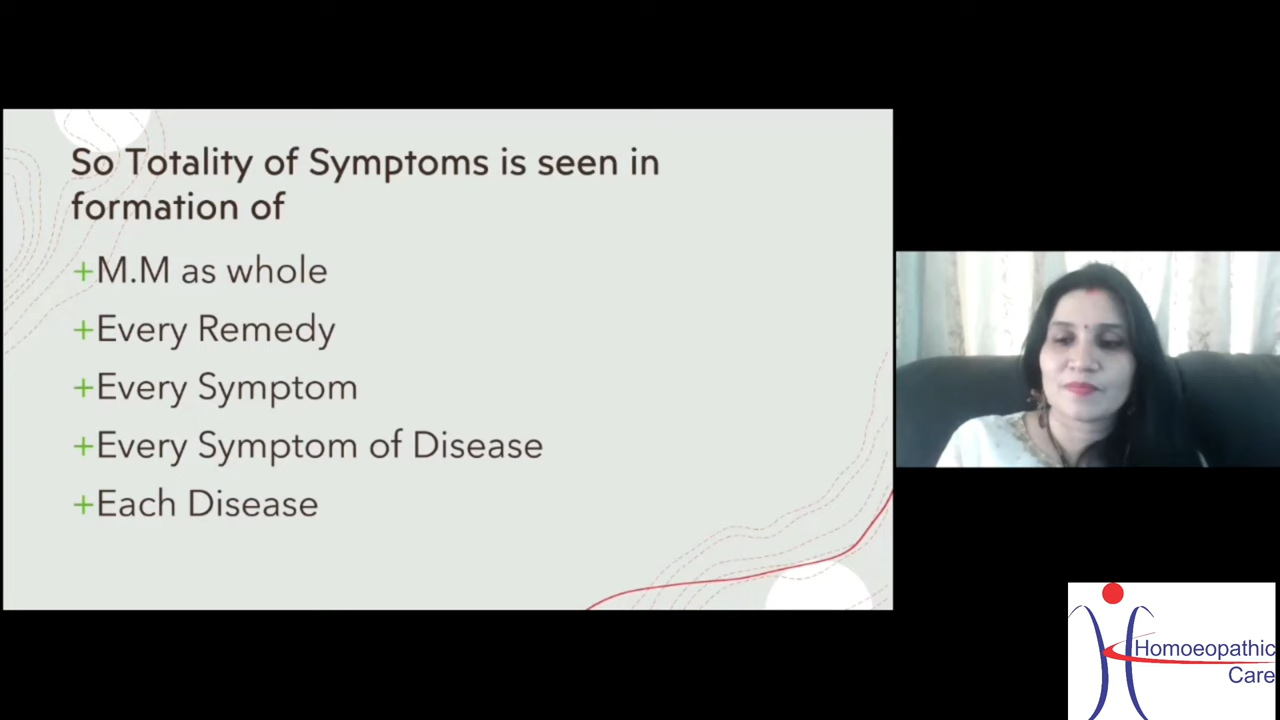 So Totality of Symptoms is seen in
formation of
+M.M as whole
+Every Remedy
+Every Symptom
+Every Symptom of Disease
+Each Disease
Homoeopathic
Care